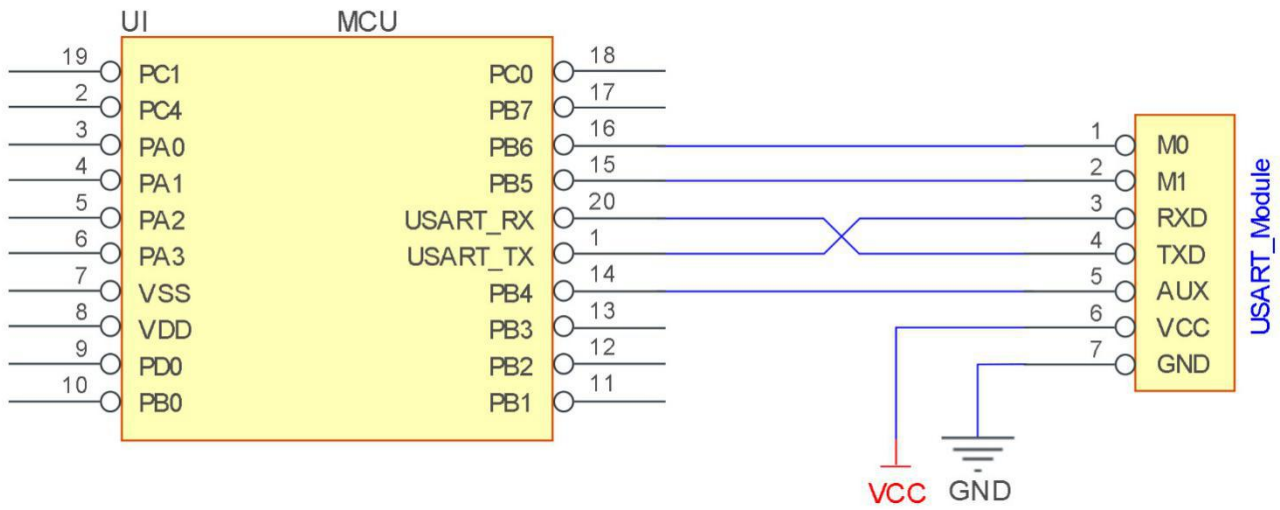 UI MCU
19 PC1 PC0 18
2 PC4 PB7 17
3 PA0 PB6 16 1 M0
4 PA1 PB5 15 2 M1
5 PA2 USART_RX 20 3 RXD
6 PA3 USART_TX 1 4 TXD
7 VSS PB4 14 5 AUX
8 VDD PB3 13 6 VCC
9 PD0 PB2 12 7 GND
10 PB0 PB1 11
USART_Module
VCC GND